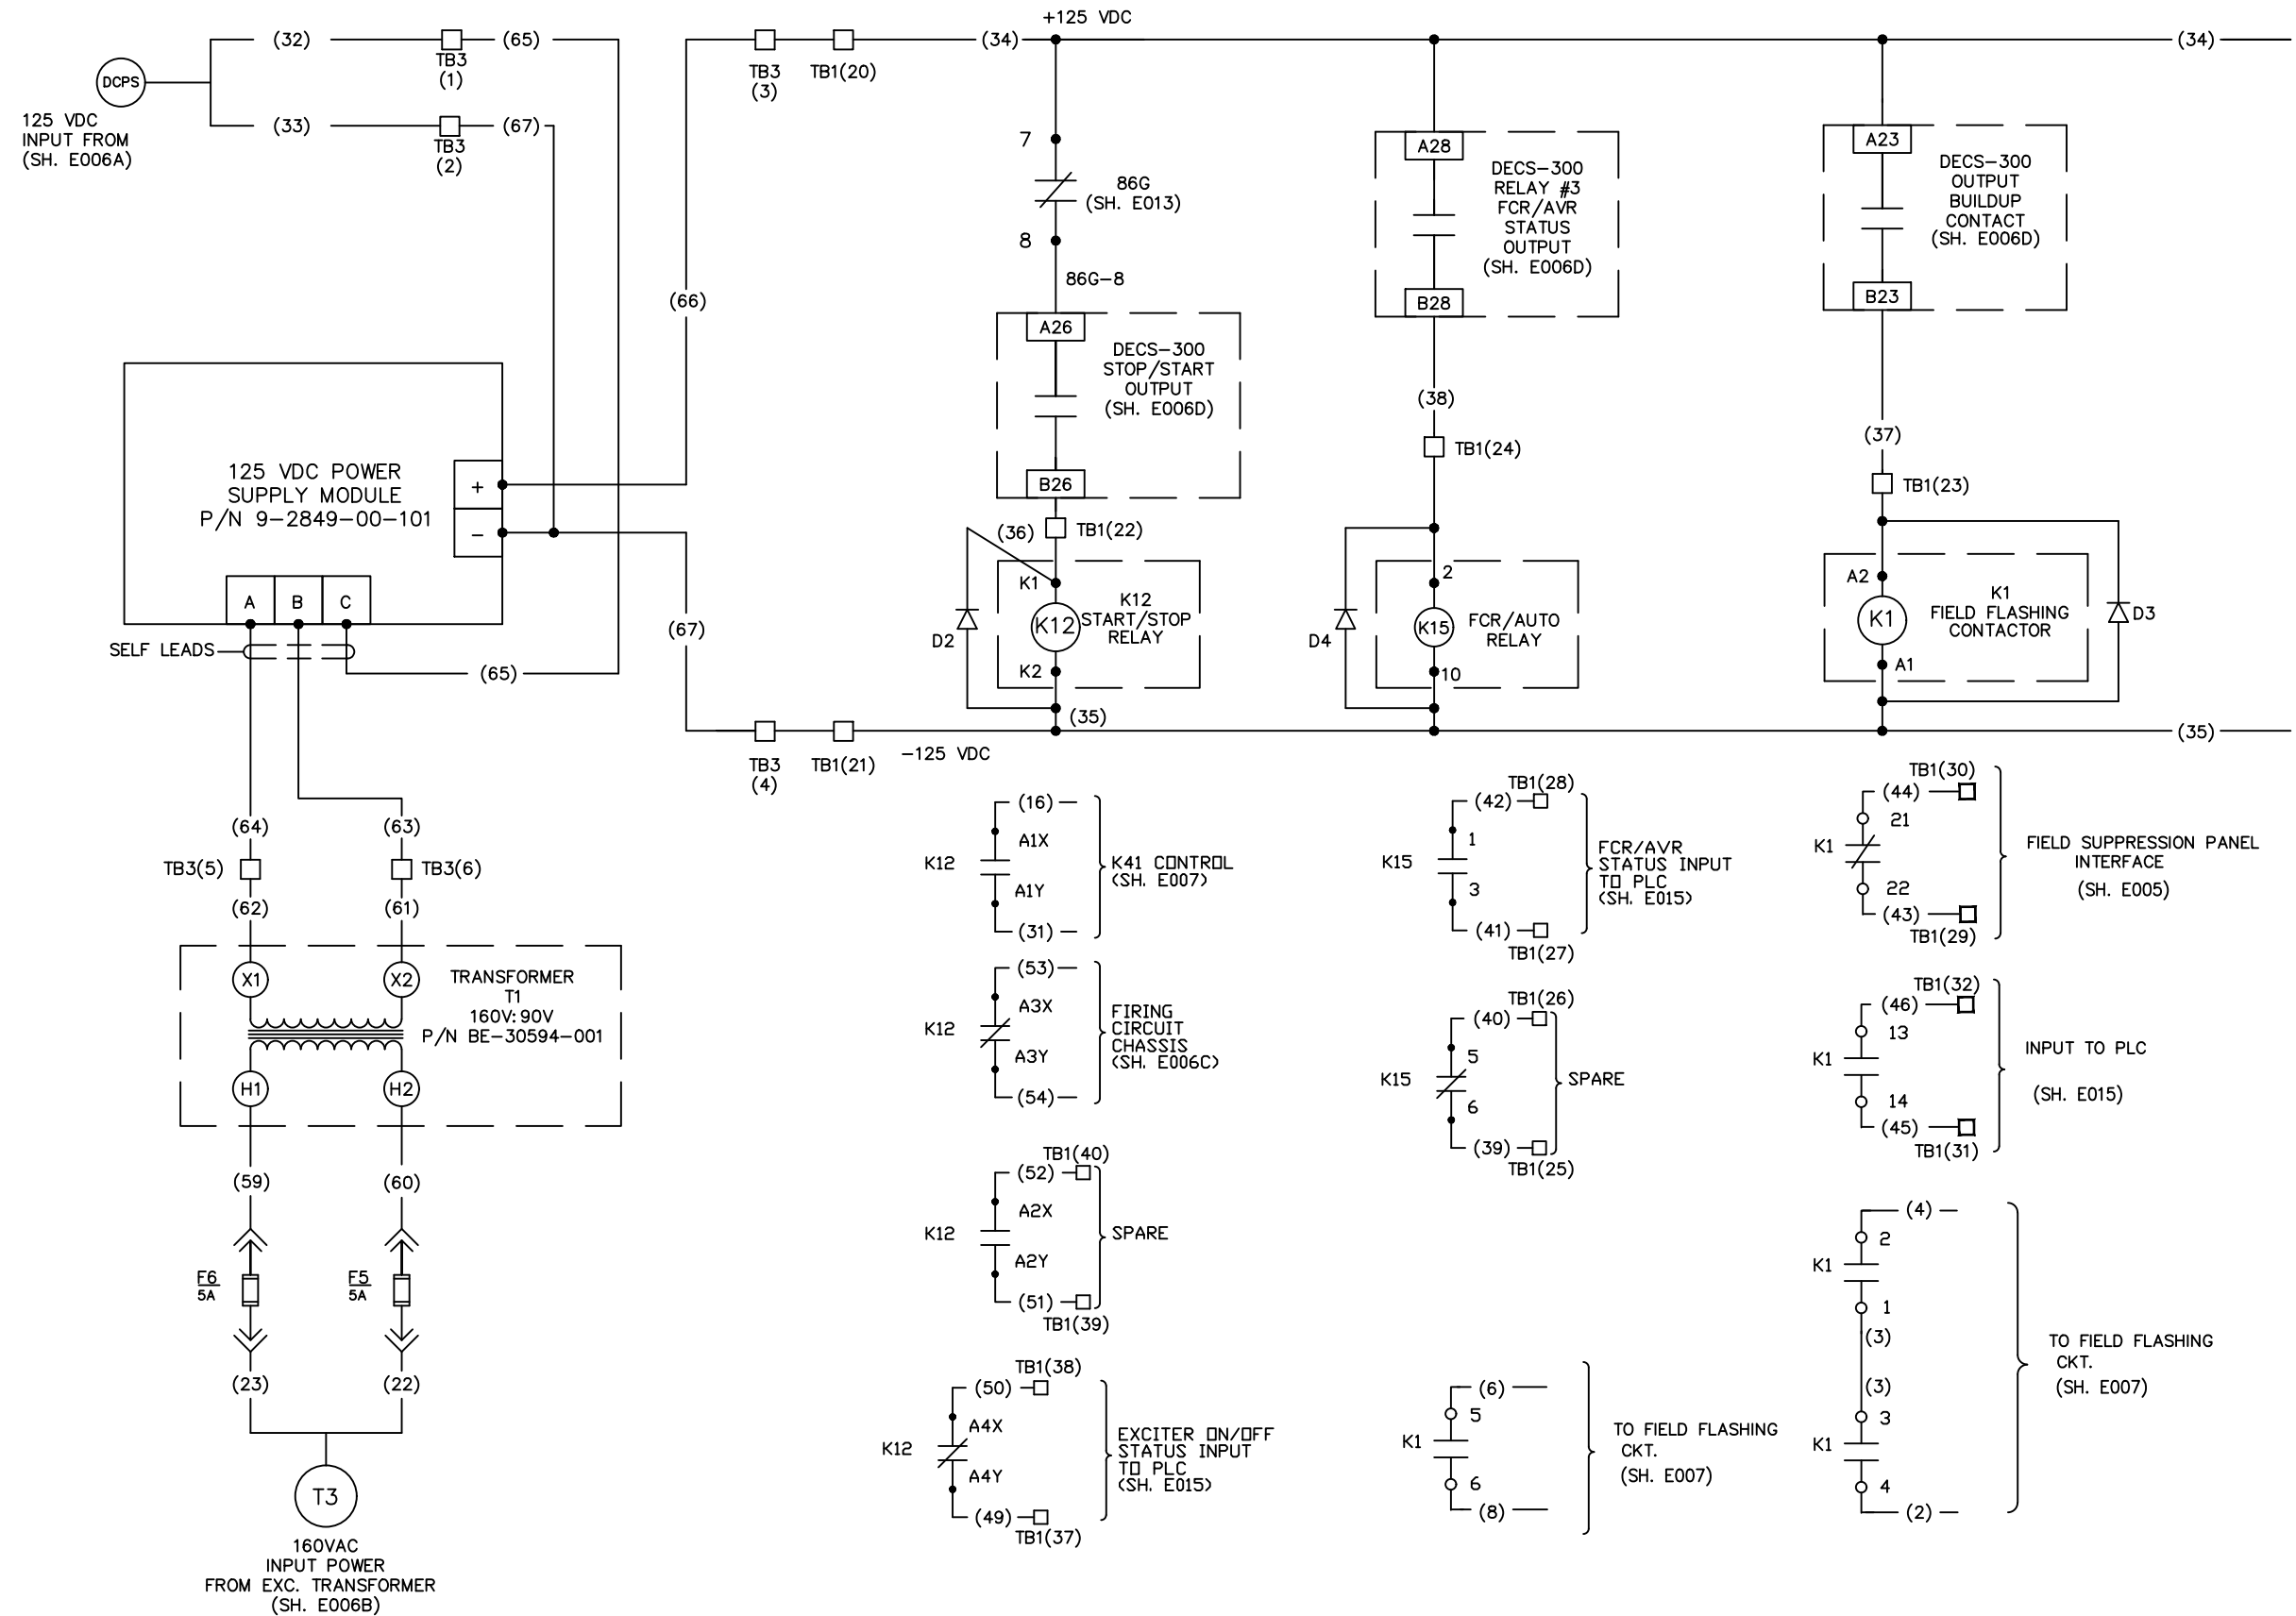 DCPS
125 VDC
INPUT FROM
(SH. E006A)
(32)
TB3
(1)
(65)
(33)
TB3
(2)
(67)
125 VDC POWER
SUPPLY MODULE
P/N 9-2849-00-101
+
-
A B C
SELF LEADS
(65)
(66)
(67)
(64)
(63)
TB3(5)
TB3(6)
(62)
(61)
X1
X2
TRANSFORMER
T1
160V:90V
P/N BE-30594-001
H1
H2
(59)
(60)
F6
5A
F5
5A
(23)
(22)
T3
160VAC
INPUT POWER
FROM EXC. TRANSFORMER
(SH. E006B)
+125 VDC
TB3
(3)
TB1(20)
(34)
(34)
7
86G
(SH. E013)
8
86G-8
A26
DECS-300
STOP/START
OUTPUT
(SH. E006D)
B26
(36)
TB1(22)
K1
K12
K12
START/STOP
RELAY
K2
D2
(35)
TB3
(4)
TB1(21)
-125 VDC
A28
DECS-300
RELAY #3
FCR/AVR
STATUS
OUTPUT
(SH. E006D)
B28
(38)
TB1(24)
2
K15
FCR/AUTO
RELAY
10
D4
A23
DECS-300
OUTPUT
BUILDUP
CONTACT
(SH. E006D)
B23
(37)
TB1(23)
A2
K1
K1
FIELD FLASHING
CONTACTOR
A1
D3
(35)
(16)
A1X
K12
A1Y
(31)
K41 CONTROL
(SH. E007)
(53)
A3X
K12
A3Y
(54)
FIRING
CIRCUIT
CHASSIS
(SH. E006C)
TB1(40)
(52)
A2X
K12
A2Y
(51)
TB1(39)
SPARE
TB1(38)
(50)
A4X
K12
A4Y
(49)
TB1(37)
EXCITER ON/OFF
STATUS INPUT
TO PLC
(SH. E015)
TB1(28)
(42)
1
K15
3
(41)
TB1(27)
FCR/AVR
STATUS INPUT
TO PLC
(SH. E015)
TB1(26)
(40)
5
K15
6
(39)
TB1(25)
SPARE
(6)
5
K1
6
(8)
TO FIELD FLASHING
CKT.
(SH. E007)
TB1(30)
(44)
21
K1
22
(43)
TB1(29)
FIELD SUPPRESSION PANEL
INTERFACE
(SH. E005)
TB1(32)
(46)
13
K1
14
(45)
TB1(31)
INPUT TO PLC
(SH. E015)
(4)
2
K1
1
(3)
(3)
3
K1
4
(2)
TO FIELD FLASHING
CKT.
(SH. E007)